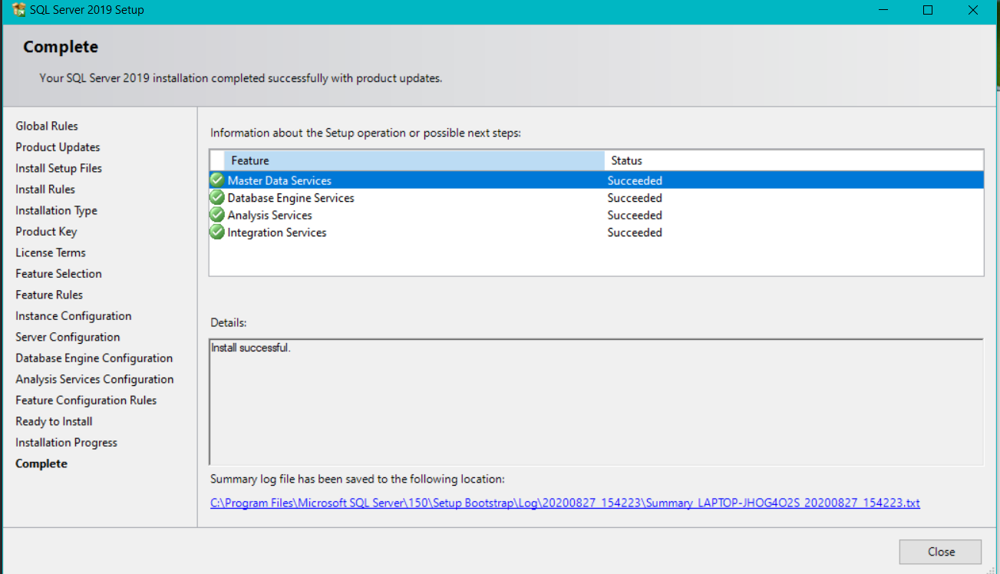 SQL Server 2019 Setup
Complete
Your SQL Server 2019 installation completed successfully with product updates.
Global Rules
Product Updates
Install Setup Files
Install Rules
Installation Type
Product Key
License Terms
Feature Selection
Feature Rules
Instance Configuration
Server Configuration
Database Engine Configuration
Analysis Services Configuration
Feature Configuration Rules
Ready to Install
Installation Progress
Complete
Information about the Setup operation or possible next steps:
Feature Status
Master Data Services Succeeded
Database Engine Services Succeeded
Analysis Services Succeeded
Integration Services Succeeded
Details:
Install successful.
Summary log file has been saved to the following location:
C:\Program Files\Microsoft SQL Server\150\Setup Bootstrap\Log\20200827_154223\Summary_LAPTOP-JHOG4O2S_20200827_154223.txt
Close